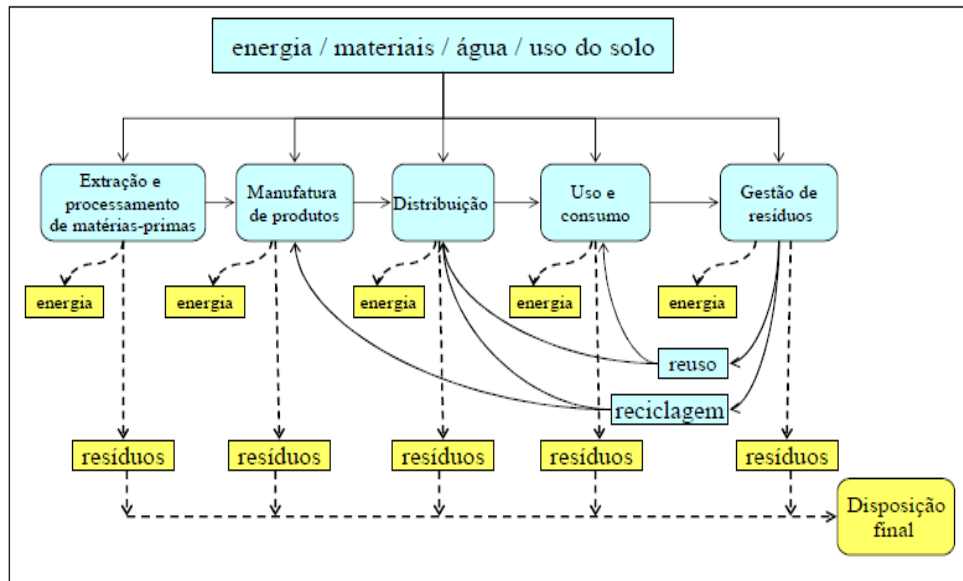 energia / materiais / água / uso do solo
Extração e
processamento
de matérias-primas
Manufatura
de produtos
Distribuição
Uso e
consumo
Gestão de
resíduos
energia
energia
energia
energia
energia
reuso
reciclagem
resíduos
resíduos
resíduos
resíduos
resíduos
Disposição
final